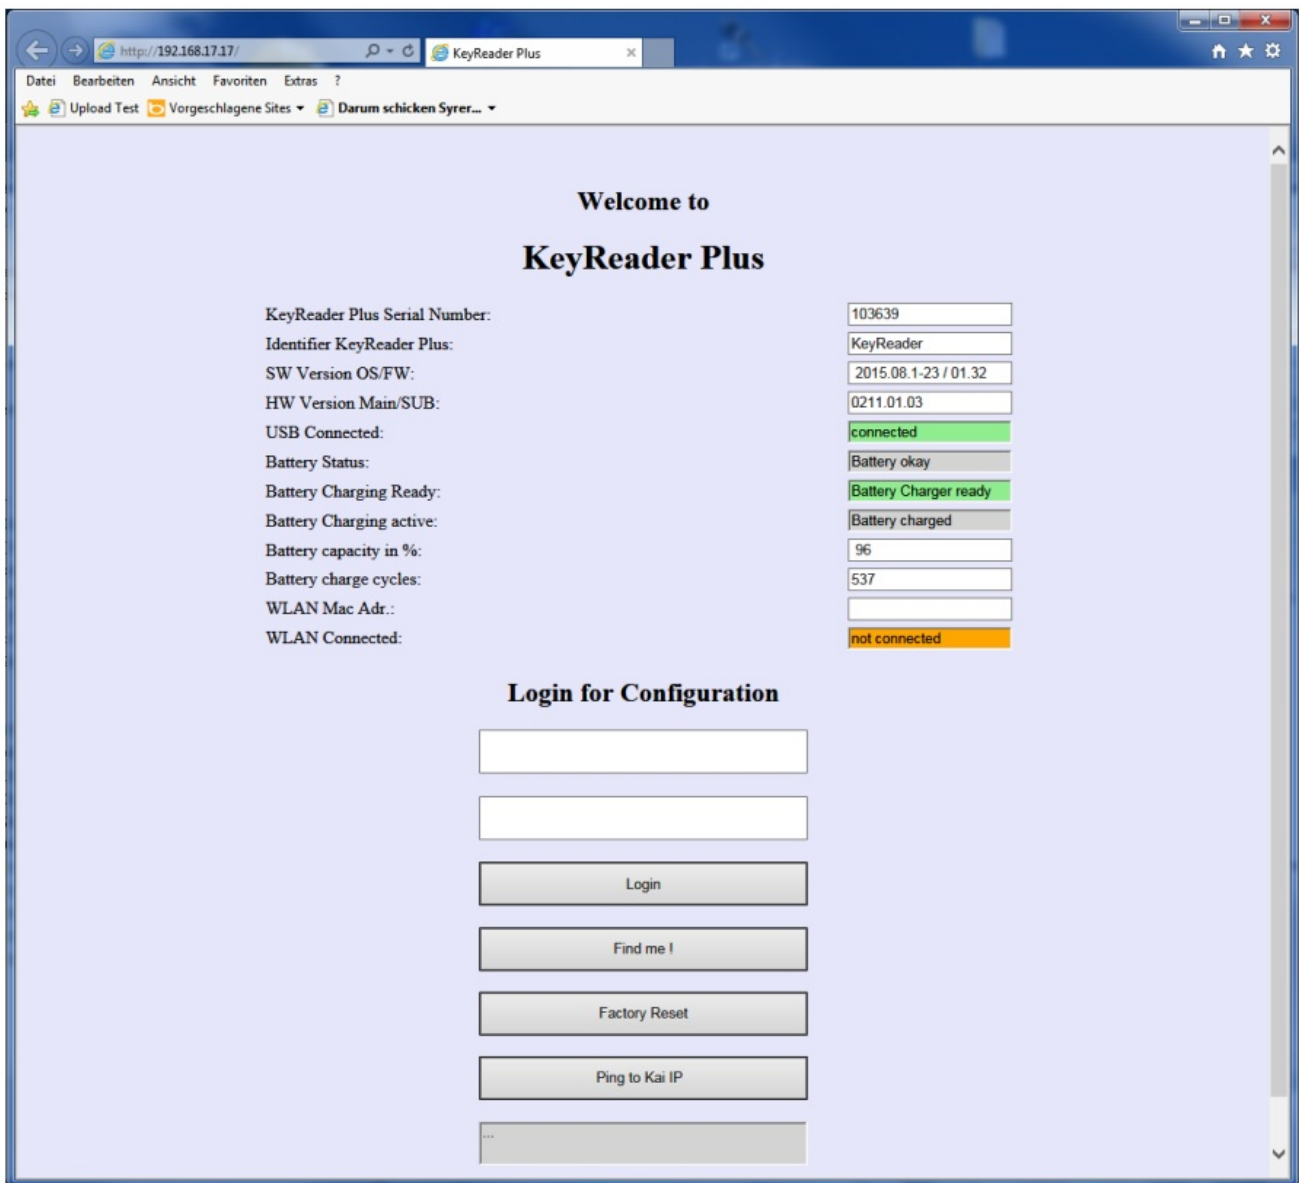 http://192.168.17.17/
KeyReader Plus
Datei Bearbeiten Ansicht Favoriten Extras ?
Upload Test Vorgeschlagene Sites Darum schicken Syrer...
Welcome to
KeyReader Plus
KeyReader Plus Serial Number: 103639
Identifier KeyReader Plus: KeyReader
SW Version OS/FW: 2015.08.1-23 / 01.32
HW Version Main/SUB: 0211.01.03
USB Connected: connected
Battery Status: Battery okay
Battery Charging Ready: Battery Charger ready
Battery Charging active: Battery charged
Battery capacity in %: 96
Battery charge cycles: 537
WLAN Mac Adr.:
WLAN Connected: not connected
Login for Configuration
Login
Find me !
Factory Reset
Ping to Kai IP
...